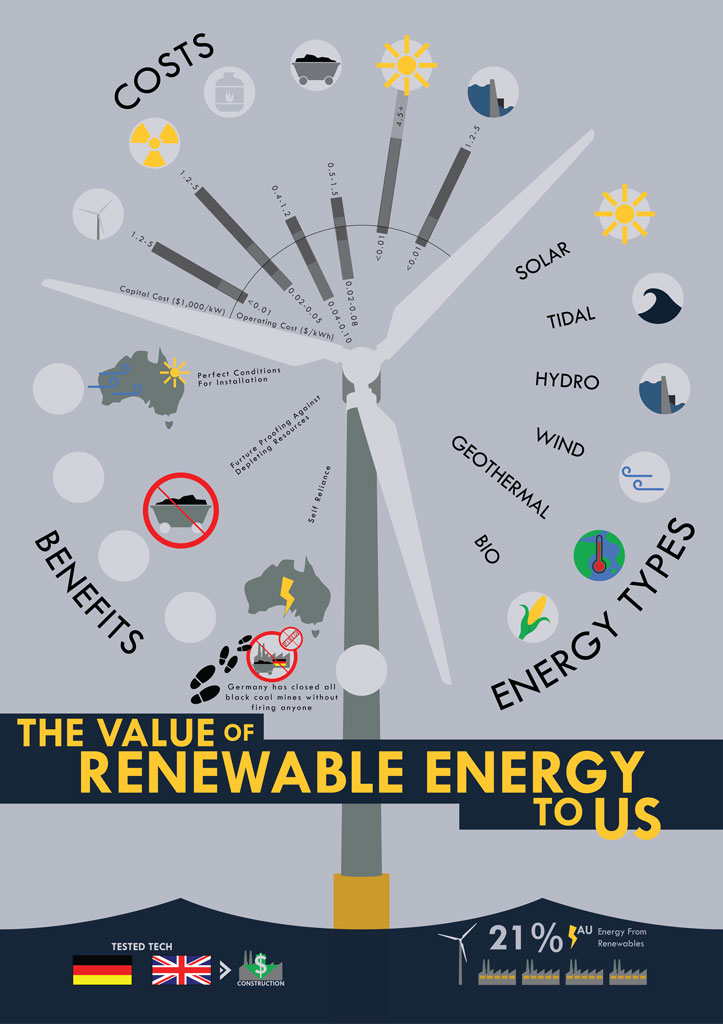 COSTS
1.2-5
1.2-5
0.4-1.2
0.5-1.5
4.5+
1.2-5
<0.01
0.02-0.05
0.04-0.10
0.02-0.08
<0.01
<0.01
Capital Cost ($1,000/kW)
Operating Cost ($/kWh)
SOLAR
TIDAL
HYDRO
WIND
GEOTHERMAL
BIO
ENERGY TYPES
Perfect Conditions
For Installation
Furture Proofing Against
Depleting Resources
Self Reliance
BENEFITS
Germany has closed all
black coal mines without
firing anyone
THE VALUE OF
RENEWABLE ENERGY
TO US
TESTED TECH
$
CONSTRUCTION
21% AU Energy From
Renewables